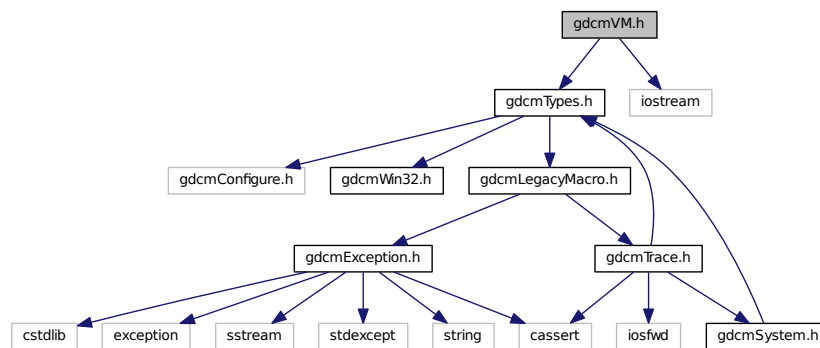 gdcmVM.h
gdcmTypes.h
iostream
gdcmConfigure.h
gdcmWin32.h
gdcmLegacyMacro.h
gdcmException.h
gdcmTrace.h
cstdlib
exception
sstream
stdexcept
string
cassert
iosfwd
gdcmSystem.h